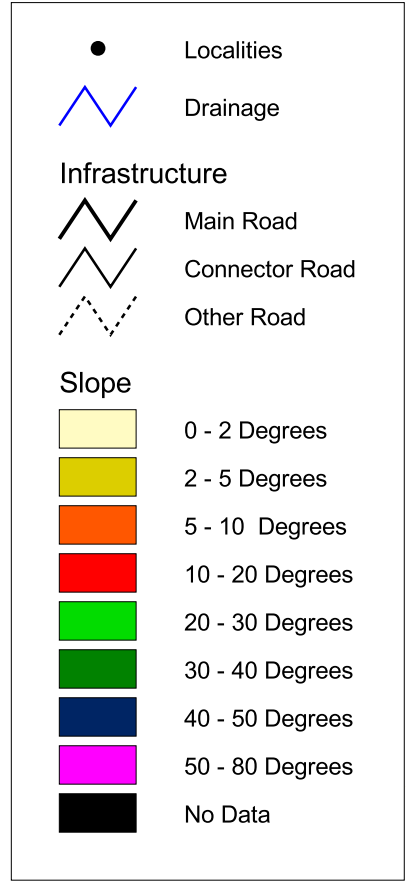 Localities
Drainage
Infrastructure
Main Road
Connector Road
Other Road
Slope
0 - 2 Degrees
2 - 5 Degrees
5 - 10  Degrees
10 - 20 Degrees
20 - 30 Degrees
30 - 40 Degrees
40 - 50 Degrees
50 - 80 Degrees
No Data